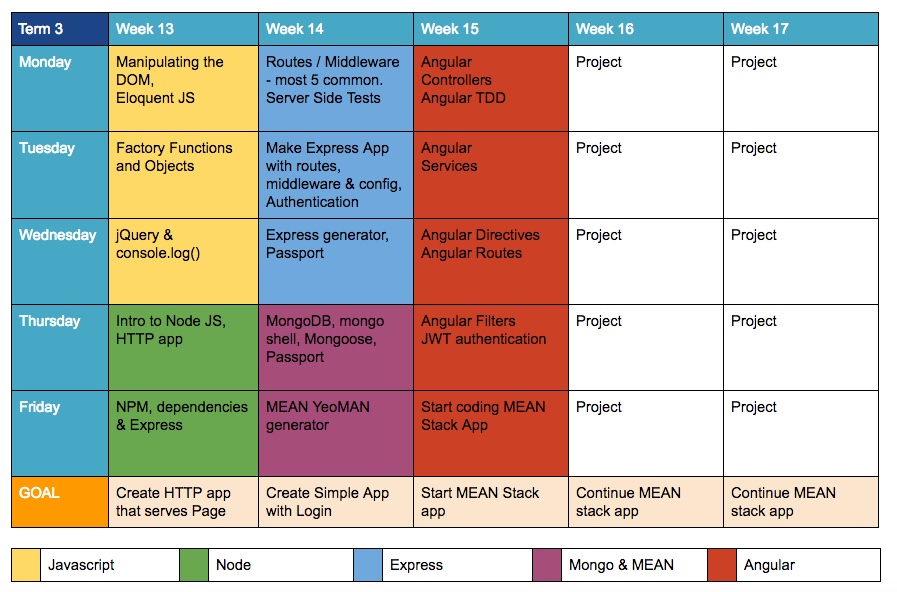 Term 3 Week 13 Week 14 Week 15 Week 16 Week 17
Monday
Manipulating the
DOM,
Eloquent JS
Routes / Middleware
- most 5 common.
Server Side Tests
Angular
Controllers
Angular TDD
Project
Project
Tuesday
Factory Functions
and Objects
Make Express App
with routes,
middleware & config,
Authentication
Angular
Services
Project
Project
Wednesday
jQuery &
console.log()
Express generator,
Passport
Angular Directives
Angular Routes
Project
Project
Thursday
Intro to Node JS,
HTTP app
MongoDB, mongo
shell, Mongoose,
Passport
Angular Filters
JWT authentication
Project
Project
Friday
NPM, dependencies
& Express
MEAN YeoMAN
generator
Start coding MEAN
Stack App
Project
Project
GOAL
Create HTTP app
that serves Page
Create Simple App
with Login
Start MEAN Stack
app
Continue MEAN
stack app
Continue MEAN
stack app
Javascript Node Express Mongo & MEAN Angular